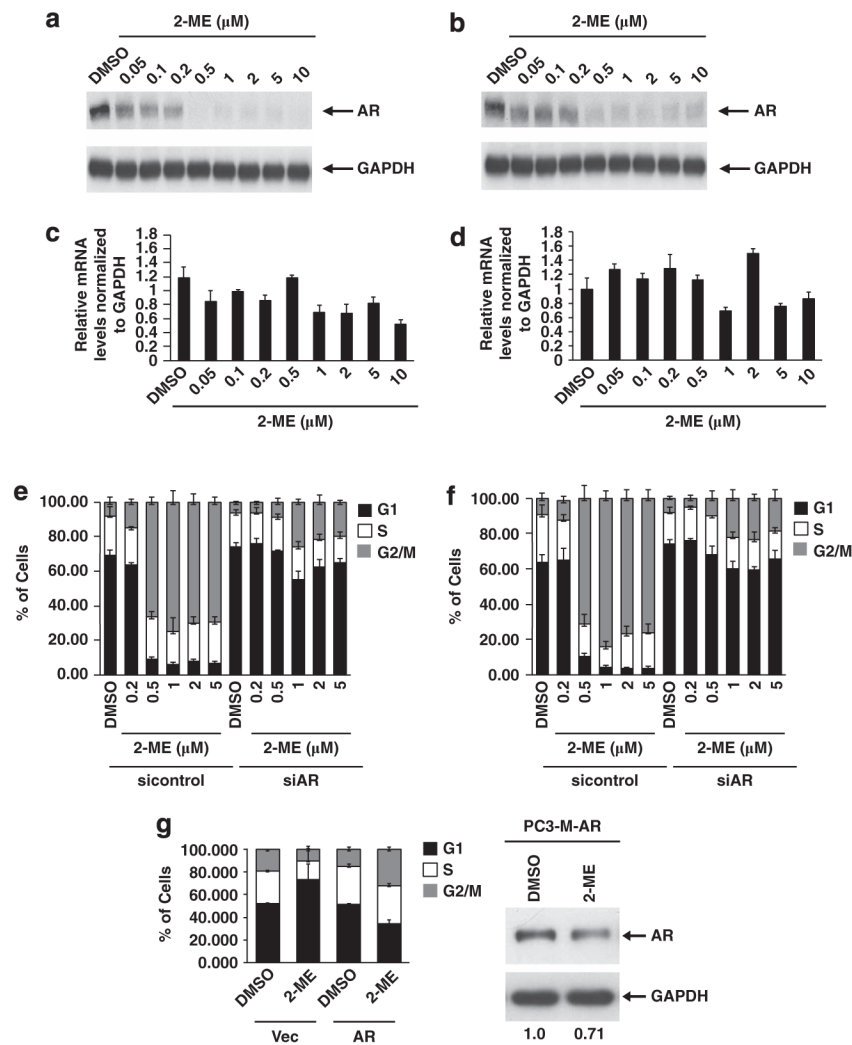 a
2-ME (μM)
DMSO 0.05 0.1 0.2 0.5 1 2 5 10
AR
GAPDH
b
2-ME (μM)
DMSO 0.05 0.1 0.2 0.5 1 2 5 10
AR
GAPDH
c
Relative mRNA
levels normalized
to GAPDH
1.8
1.6
1.4
1.2
1
0.8
0.6
0.4
0.2
0
DMSO 0.05 0.1 0.2 0.5 1 2 5 10
2-ME (μM)
d
Relative mRNA
levels normalized
to GAPDH
1.8
1.6
1.4
1.2
1.0
0.8
0.6
0.4
0.2
0
DMSO 0.05 0.1 0.2 0.5 1 2 5 10
2-ME (μM)
e
% of Cells
100.00
80.00
60.00
40.00
20.00
0.00
G1
S
G2/M
DMSO 0.2 0.5 1 2 5 DMSO 0.2 0.5 1 2 5
2-ME (μM) 2-ME (μM)
sicontrol siAR
f
% of Cells
100.00
80.00
60.00
40.00
20.00
0.00
G1
S
G2/M
DMSO 0.2 0.5 1 2 5 DMSO 0.2 0.5 1 2 5
2-ME (μM) 2-ME (μM)
sicontrol siAR
g
% of Cells
100.000
80.000
60.000
40.000
20.000
0.000
G1
S
G2/M
DMSO 2-ME DMSO 2-ME
Vec AR
PC3-M-AR
DMSO 2-ME
AR
GAPDH
1.0 0.71